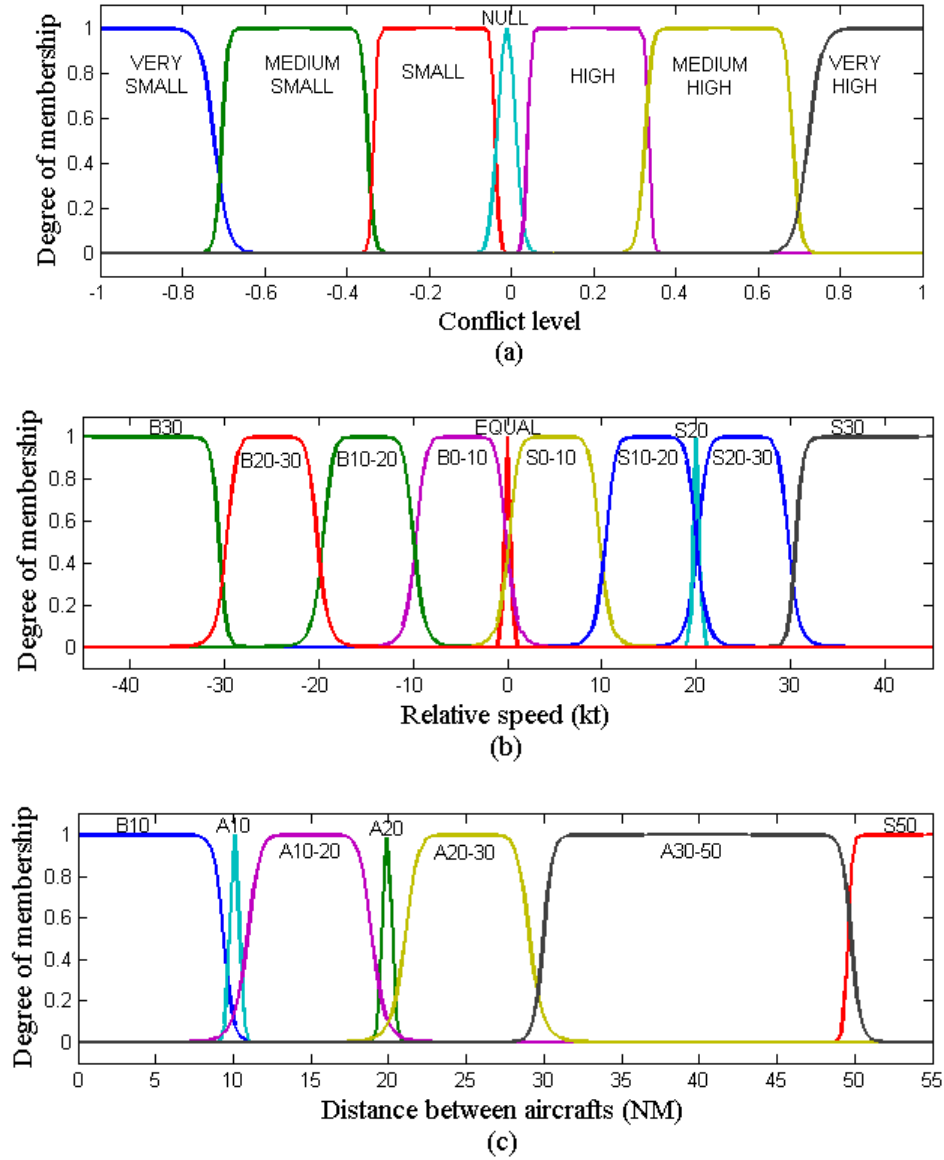 NULL
1
VERY SMALL
MEDIUM SMALL
SMALL
HIGH
MEDIUM HIGH
VERY HIGH
0.8
0.6
0.4
0.2
0
Degree of membership
-1 -0.8 -0.6 -0.4 -0.2 0 0.2 0.4 0.6 0.8 1
Conflict level
(a)
B30 EQUAL S20 S30
1
B20-30 B10-20 B0-10 S0-10 S10-20 S20-30
0.8
0.6
0.4
0.2
0
Degree of membership
-40 -30 -20 -10 0 10 20 30 40
Relative speed (kt)
(b)
B10 A10 A20 S50
1
A10-20 A20-30 A30-50
0.8
0.6
0.4
0.2
0
Degree of membership
0 5 10 15 20 25 30 35 40 45 50 55
Distance between aircrafts (NM)
(c)